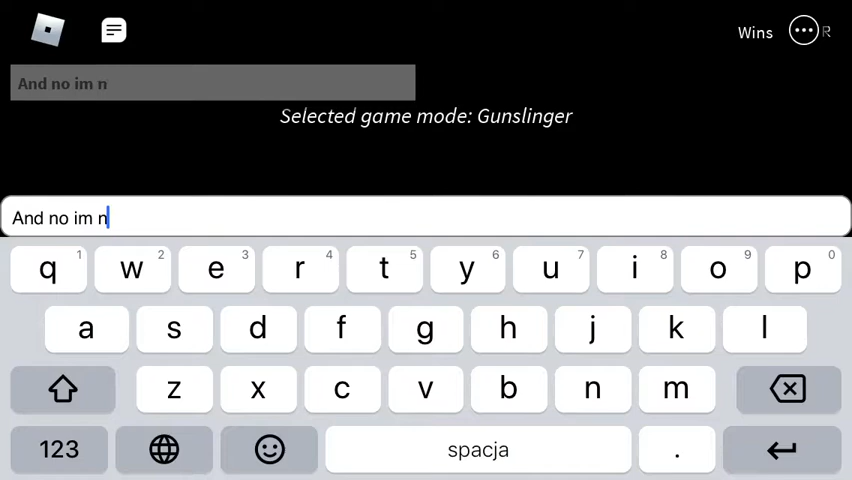 Wins R
And no im n
Selected game mode: Gunslinger
And no im n
q 1 w 2 e 3 r 4 t 5 y 6 u 7 i 8 o 9 p 0
a s d f g h j k l
z x c v b n m
123 spacja .